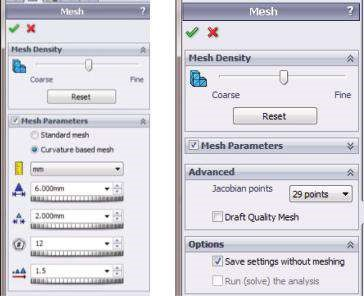 Mesh ?
Mesh Density
Coarse Fine
Reset
Mesh Parameters
Standard mesh
Curvature based mesh
mm
6.000mm
2.000mm
12
1.5
Mesh ?
Mesh Density
Coarse Fine
Reset
Mesh Parameters
Advanced
Jacobian points 29 points
Draft Quality Mesh
Options
Save settings without meshing
Run (solve) the analysis